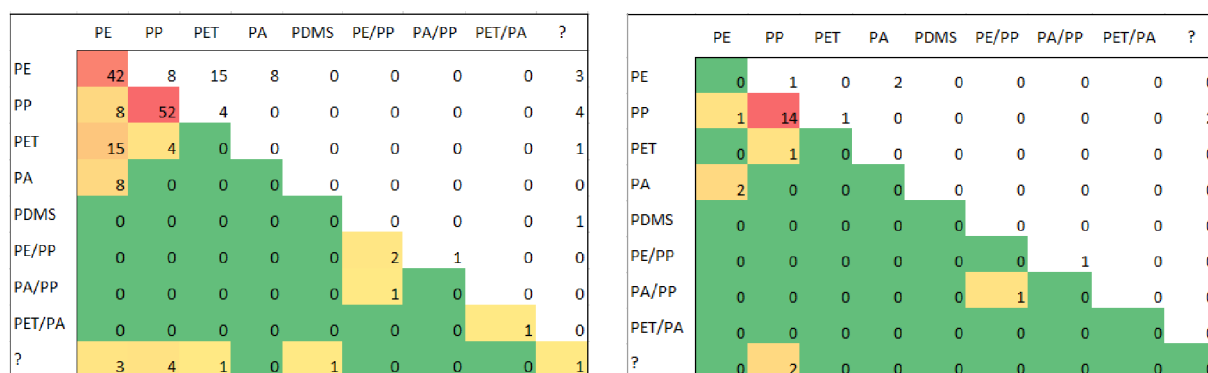 PE PP PET PA PDMS PE/PP PA/PP PET/PA ?
PE 42 8 15 8 0 0 0 0 3
PP 8 52 4 0 0 0 0 0 4
PET 15 4 0 0 0 0 0 0 1
PA 8 0 0 0 0 0 0 0 0
PDMS 0 0 0 0 0 0 0 0 1
PE/PP 0 0 0 0 0 2 1 0 0
PA/PP 0 0 0 0 0 1 0 0 0
PET/PA 0 0 0 0 0 0 0 1 0
? 3 4 1 0 1 0 0 0 1
PE PP PET PA PDMS PE/PP PA/PP PET/PA ?
PE 0 1 0 2 0 0 0 0
PP 1 14 1 0 0 0 0 0
PET 0 1 0 0 0 0 0 0
PA 2 0 0 0 0 0 0 0
PDMS 0 0 0 0 0 0 0 0
PE/PP 0 0 0 0 0 0 1 0
PA/PP 0 0 0 0 0 1 0 0
PET/PA 0 0 0 0 0 0 0 0
? 0 2 0 0 0 0 0 0